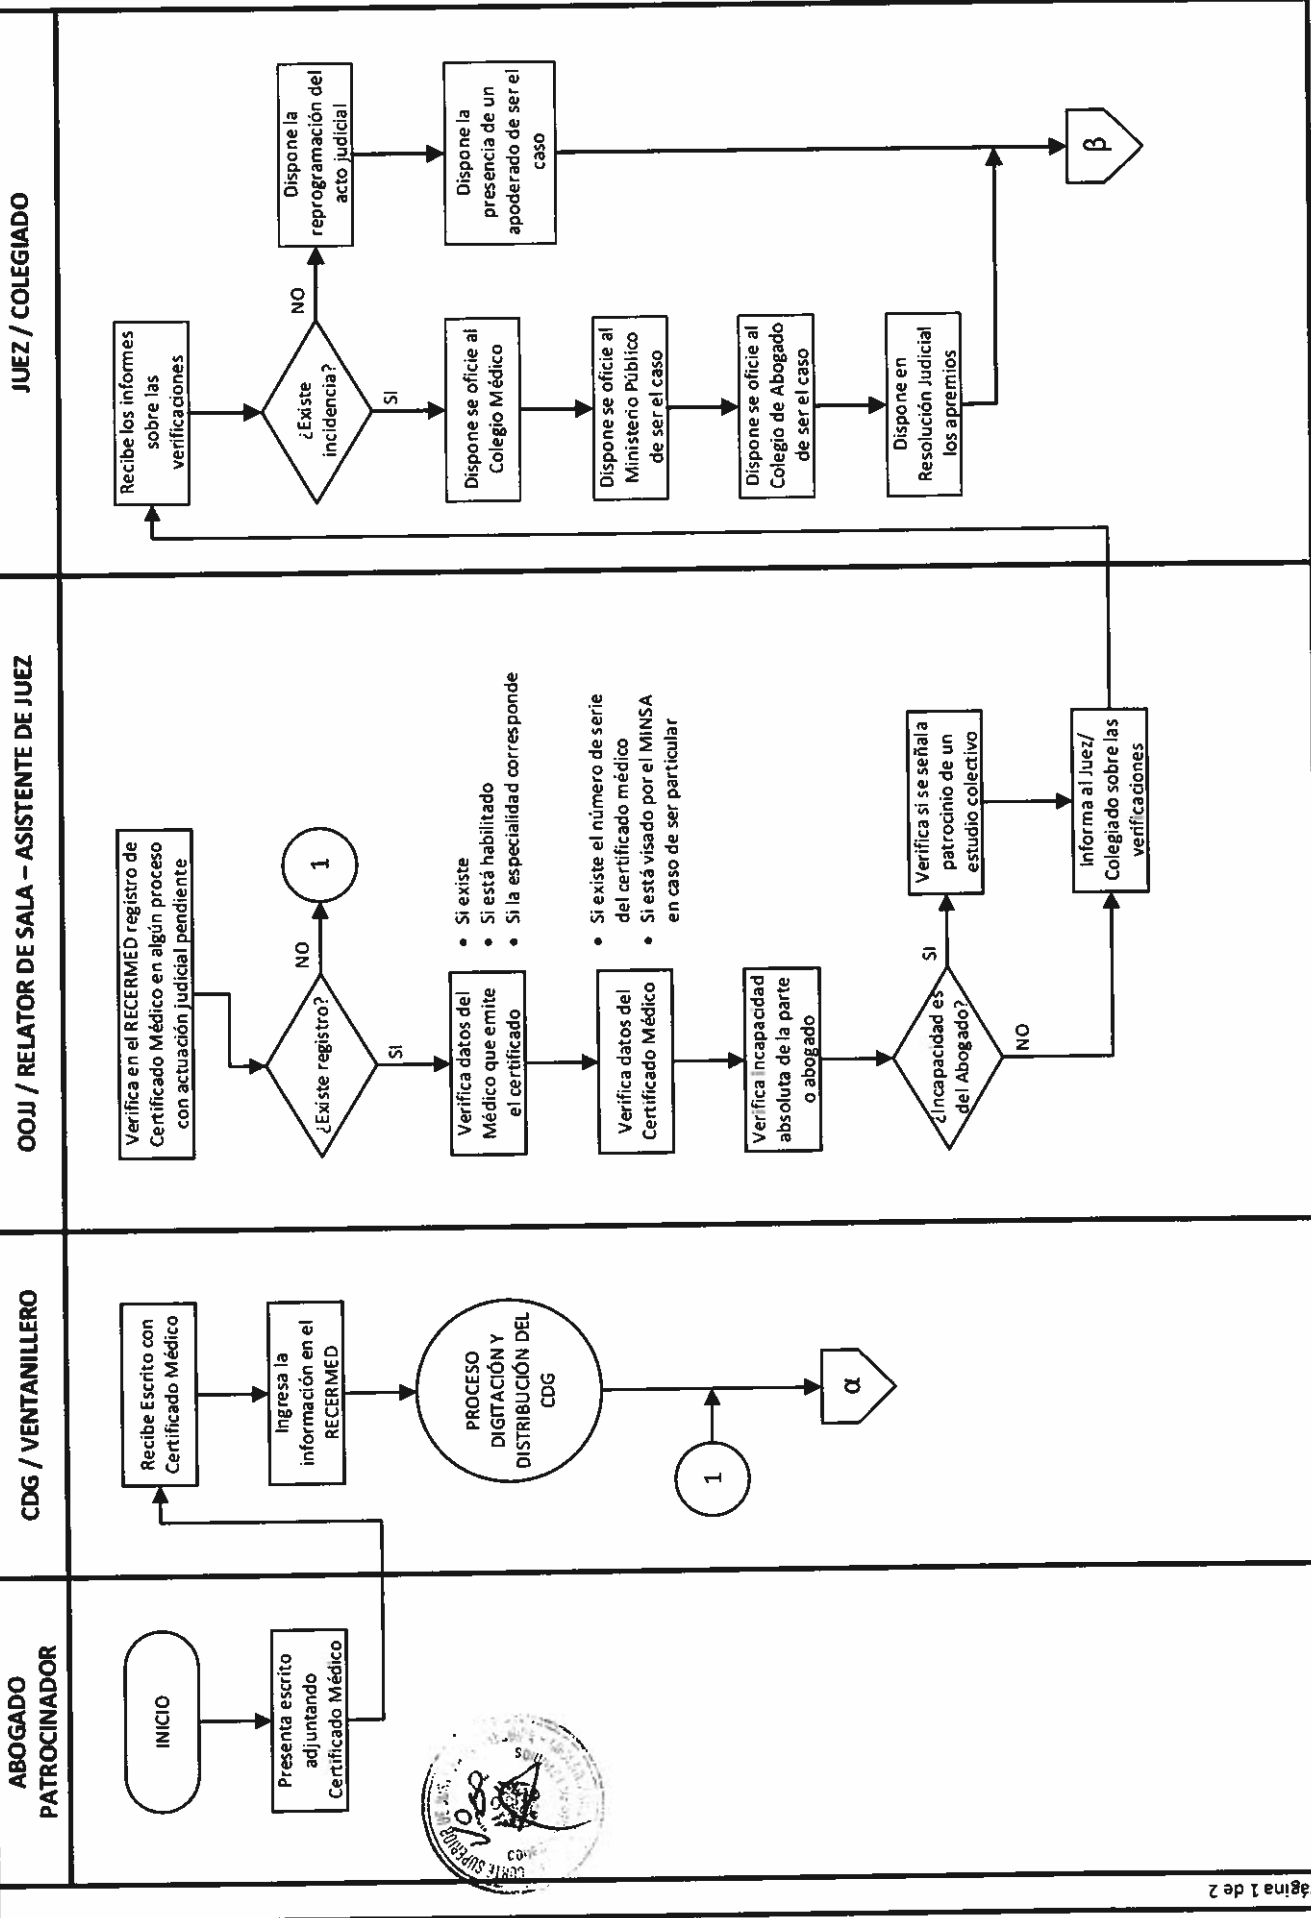 ABOGADO
PATROCINADOR
CDG / VENTANILLERO
OOJJ / RELATOR DE SALA – ASISTENTE DE JUEZ
JUEZ / COLEGIADO
INICIO
Presenta escrito
adjuntando
Certificado Médico
CORTE SUPERIOR DE
Recibe Escrito con
Certificado Médico
Ingresa la
información en el
RECERMED
PROCESO
DIGITACIÓN Y
DISTRIBUCIÓN DEL
CDG
1
α
Verifica en el RECERMED registro de
Certificado Médico en algún proceso
con actuación judicial pendiente
¿Existe registro?
NO
1
SI
Verifica datos del
Médico que emite
el certificado
• Si existe
• Si está habilitado
• Si la especialidad corresponde
Verifica datos del
Certificado Médico
• Si existe el número de serie
del certificado médico
• Si está visado por el MINSA
en caso de ser particular
Verifica incapacidad
absoluta de la parte
o abogado
¿Incapacidad es
del Abogado?
SI
Verifica si se señala
patrocinio de un
estudio colectivo
NO
Informa al Juez/
Colegiado sobre las
verificaciones
Recibe los informes
sobre las
verificaciones
¿Existe
incidencia?
NO
Dispone la
reprogramación del
acto judicial
Dispone la
presencia de un
apoderado de ser el
caso
SI
Dispone se oficie al
Colegio Médico
Dispone se oficie al
Ministerio Público
de ser el caso
Dispone se oficie al
Colegio de Abogado
de ser el caso
Dispone en
Resolución Judicial
los apremios
β
ágina 1 de 2